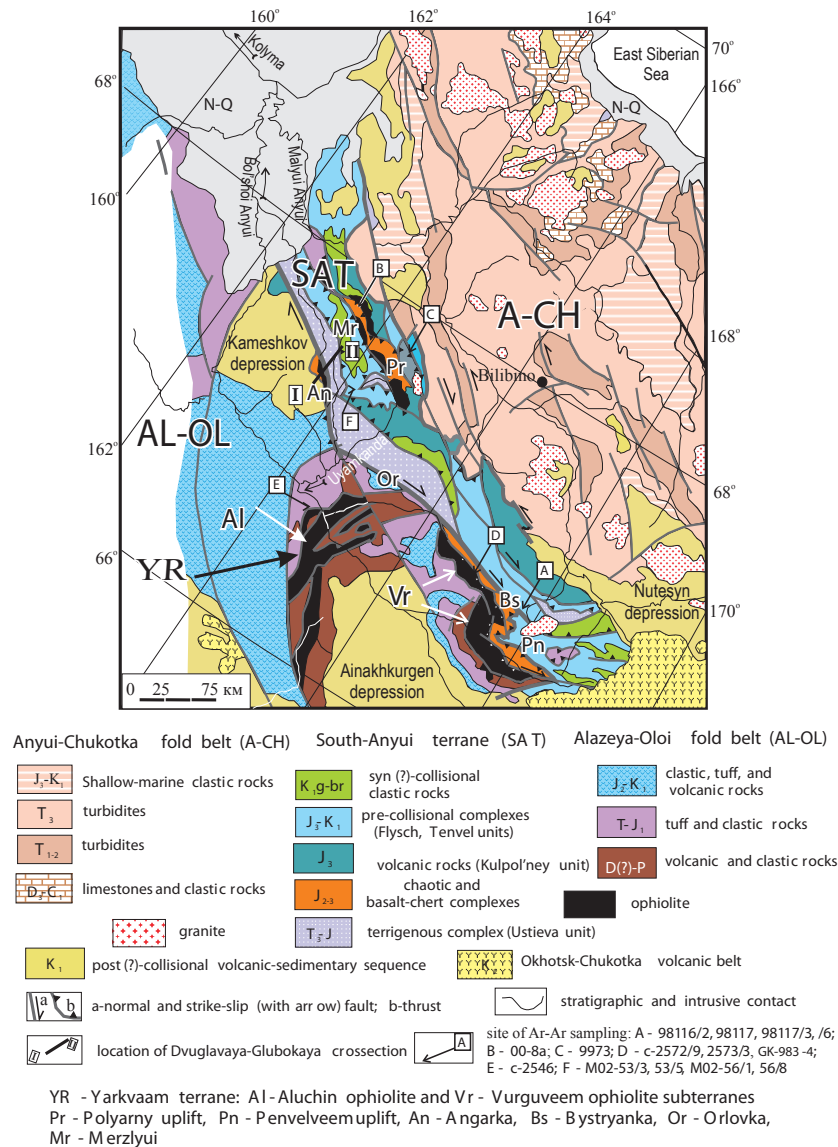 160° 162° 164°
70°
68°
Kolyma
East Siberian
Sea
166°
N-Q
N-Q
Malyui Anyui
Bol'shoi Anyui
160°
SAT
B
C
A-CH
168°
Mr
II
Kameshkov
depression
Pr
Bilibino
I
An
F
AL-OL
162°
Uyamkanda
E
Or
68°
Al
D
66°
YR
A
Nutesyn
depression
Vr
Bs
170°
Pn
Ainakhkurgen
depression
0 25 75 км
Anyui-Chukotka fold belt (A-CH) South-Anyui terrane (SAT) Alazeya-Oloi fold belt (AL-OL)
J₃-K₁ Shallow-marine clastic rocks
T₃ turbidites
T₁₋₂ turbidites
D₃-C₁ limestones and clastic rocks
K₁g-br syn (?)-collisional
clastic rocks
J₃-K₁ pre-collisional complexes
(Flysch, Tenvel units)
J₃ volcanic rocks (Kulpol'ney unit)
J₂₋₃ chaotic and
basalt-chert complexes
T₃-J terrigenous complex (Ustieva unit)
J₂-K₁ clastic, tuff, and
volcanic rocks
T-J₁ tuff and clastic rocks
D(?)-P volcanic and clastic rocks
ophiolite
granite
K₁ post (?)-collisional volcanic-sedimentary sequence
K₂ Okhotsk-Chukotka volcanic belt
a b a-normal and strike-slip (with arrow) fault; b-thrust
stratigraphic and intrusive contact
I II location of Dvuglavaya-Glubokaya crossection
A site of Ar-Ar sampling: A - 98116/2, 98117, 98117/3, /6;
B - 00-8a; C - 9973; D - c-2572/9, 2573/3, GK-983-4;
E - c-2546; F - M02-53/3, 53/5, M02-56/1, 56/8
YR - Yarkvaam terrane: Al-Aluchin ophiolite and Vr - Vurguveem ophiolite subterranes
Pr - Polyarny uplift, Pn - Penvelveem uplift, An - Angarka, Bs - Bystryanka, Or - Orlovka,
Mr - Merzlyui